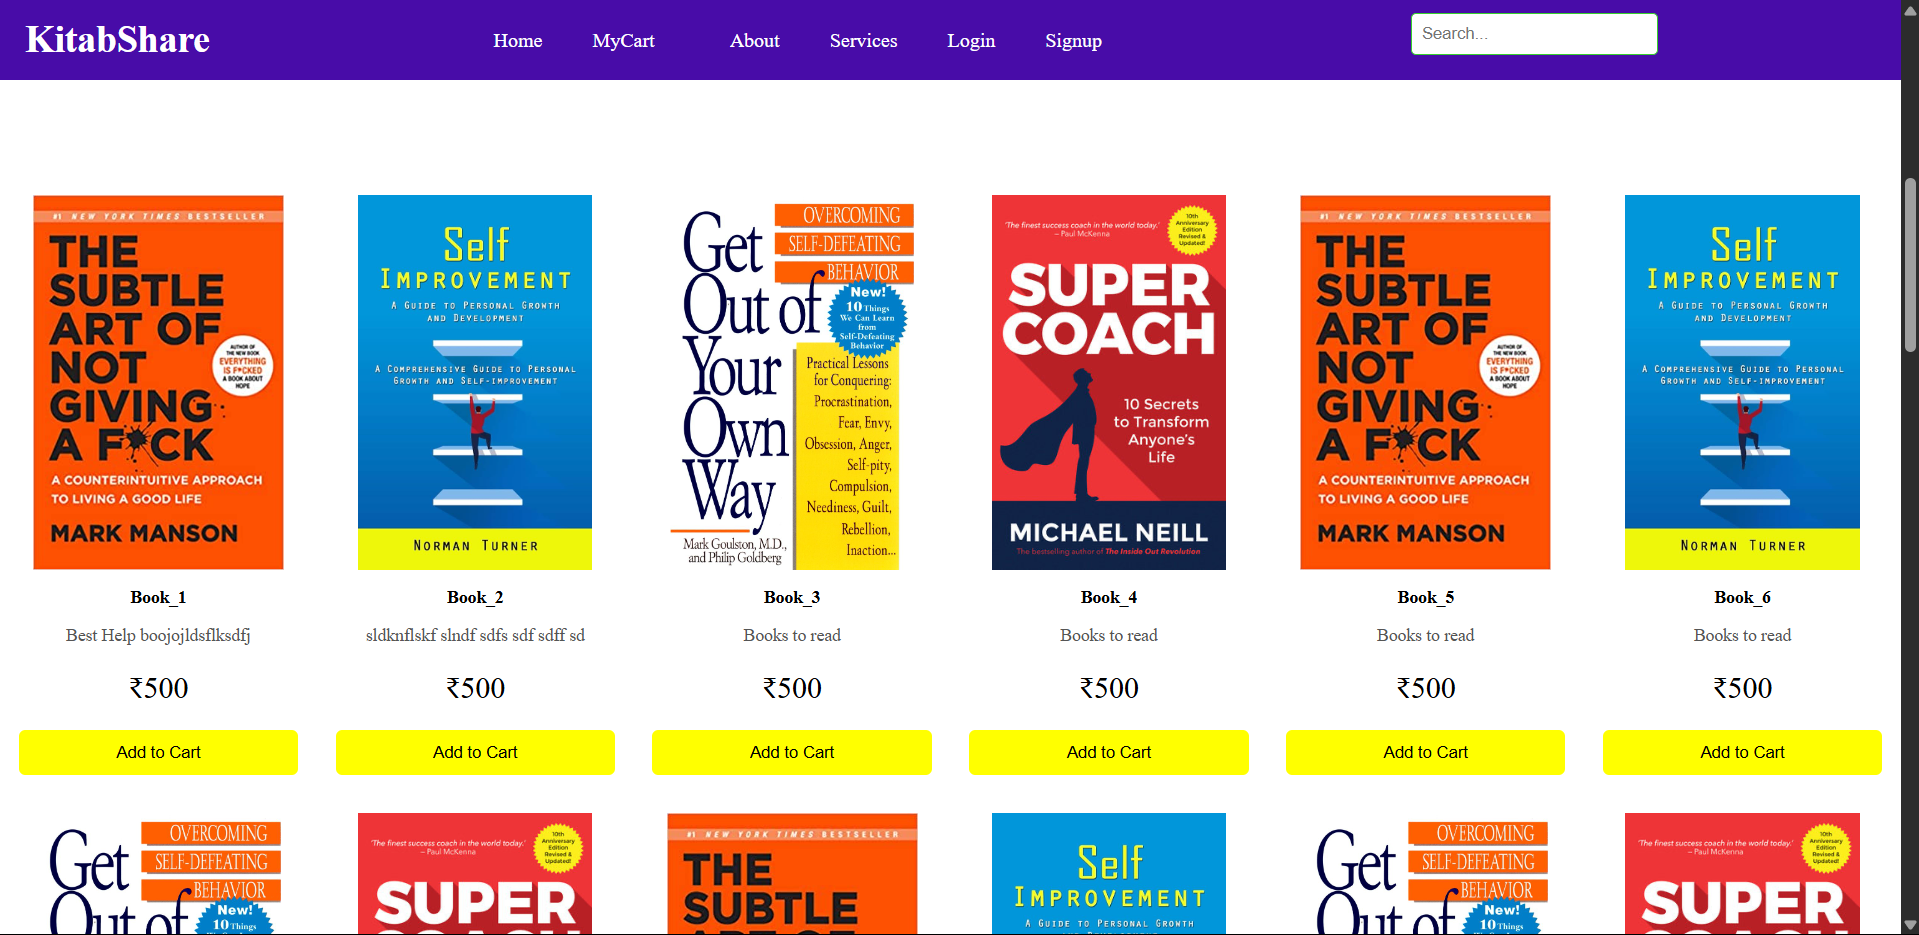 KitabShare
Home MyCart About Services Login Signup
Search...
#1 NEW YORK TIMES BESTSELLER
THE
SUBTLE
ART OF
NOT
GIVING
A F*CK
AUTHOR OF
THE NEW BOOK
EVERYTHING
IS F*CKED
A BOOK ABOUT
HOPE
A COUNTERINTUITIVE APPROACH
TO LIVING A GOOD LIFE
MARK MANSON
Self
Improvement
A Guide to Personal Growth
and Development
A Comprehensive Guide to Personal
Growth and Self-improvement
Norman Turner
OVERCOMING
SELF-DEFEATING
BEHAVIOR
Get
Out of
Your
Own
Way
New!
10 Things
We Can Learn
from
Self-Defeating
Behavior
Practical Lessons
for Conquering:
Procrastination,
Fear, Envy,
Obsession, Anger,
Self-pity,
Compulsion,
Neediness, Guilt,
Rebellion,
Inaction...
Mark Goulston, M.D.,
and Philip Goldberg
'The finest success coach in the world today.'
– Paul McKenna
10th
Anniversary
Edition
Revised &
Updated!
SUPER
COACH
10 Secrets
to Transform
Anyone's
Life
MICHAEL NEILL
The bestselling author of The Inside Out Revolution
#1 NEW YORK TIMES BESTSELLER
THE
SUBTLE
ART OF
NOT
GIVING
A F*CK
AUTHOR OF
THE NEW BOOK
EVERYTHING
IS F*CKED
A BOOK ABOUT
HOPE
A COUNTERINTUITIVE APPROACH
TO LIVING A GOOD LIFE
MARK MANSON
Self
Improvement
A Guide to Personal Growth
and Development
A Comprehensive Guide to Personal
Growth and Self-improvement
Norman Turner
Book_1 Book_2 Book_3 Book_4 Book_5 Book_6
Best Help boojojldsflksdfj sldknflskf slndf sdfs sdf sdff sd Books to read Books to read Books to read Books to read
₹500 ₹500 ₹500 ₹500 ₹500 ₹500
Add to Cart Add to Cart Add to Cart Add to Cart Add to Cart Add to Cart
OVERCOMING
SELF-DEFEATING
BEHAVIOR
Get
Out of
New!
10 Things
'The finest success coach in the world today.'
– Paul McKenna
10th
Anniversary
Edition
Revised &
Updated!
SUPER
COACH
#1 NEW YORK TIMES BESTSELLER
THE
SUBTLE
ART OF
Self
Improvement
A Guide to Personal Growth
and Development
OVERCOMING
SELF-DEFEATING
BEHAVIOR
Get
Out of
New!
10 Things
'The finest success coach in the world today.'
– Paul McKenna
10th
Anniversary
Edition
Revised &
Updated!
SUPER
COACH